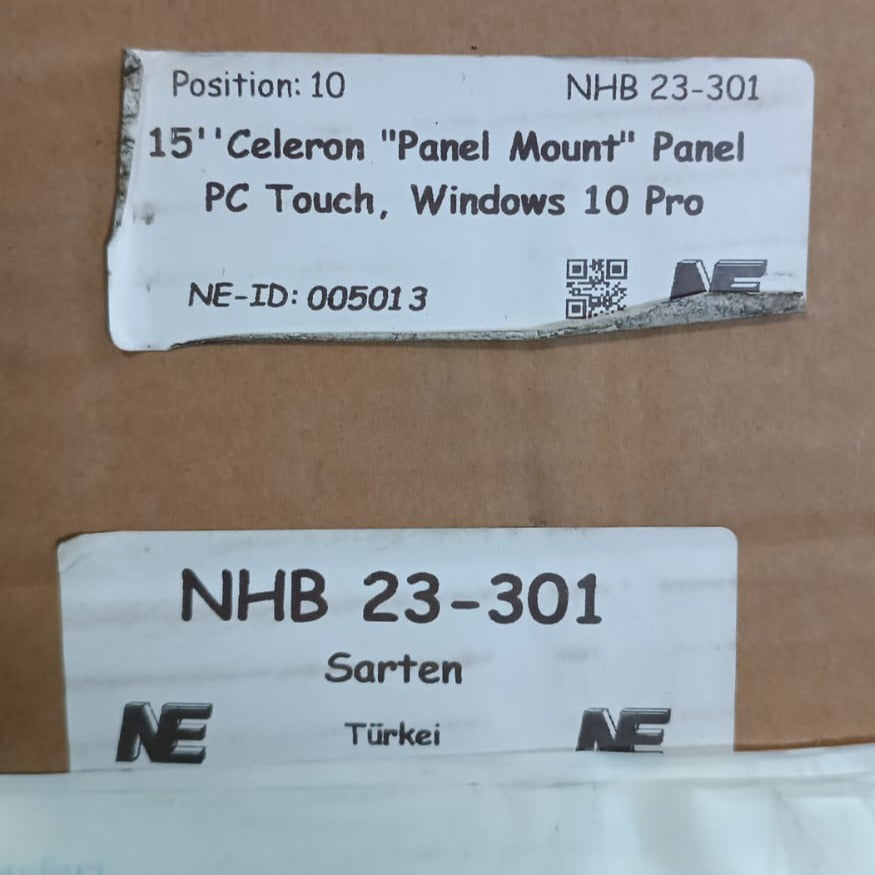 Position: 10 NHB 23-301
15'' Celeron "Panel Mount" Panel
PC Touch, Windows 10 Pro
NE-ID: 005013
NE
NHB 23-301
Sarten
NE Türkei NE